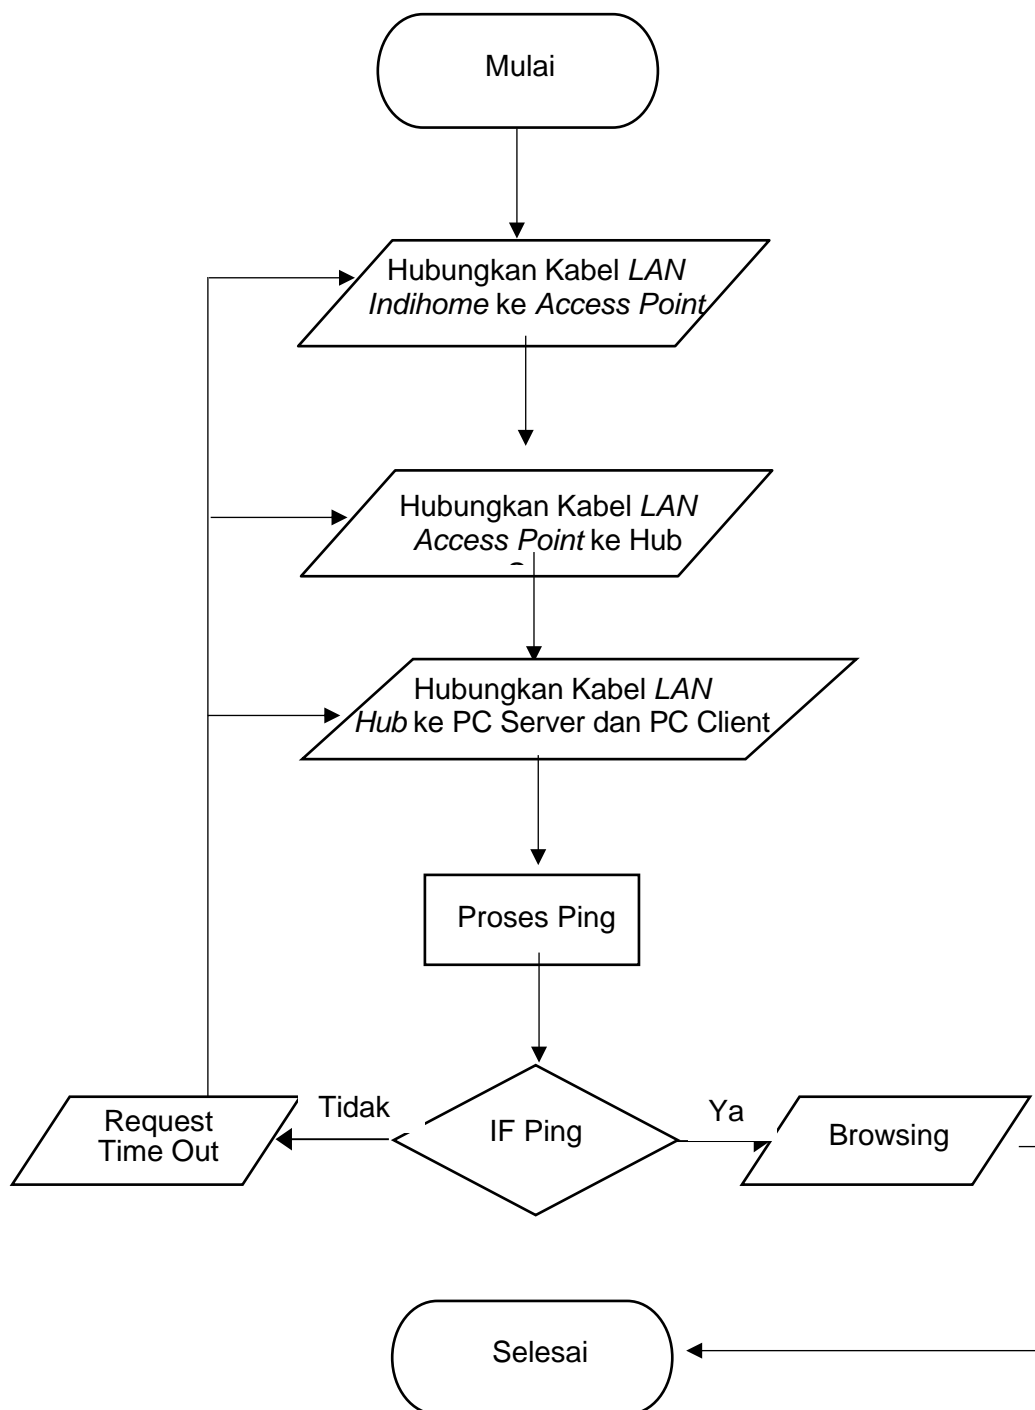 Mulai
Hubungkan Kabel LAN
Indihome ke Access Point
Hubungkan Kabel LAN
Access Point ke Hub
Hubungkan Kabel LAN
Hub ke PC Server dan PC Client
Proses Ping
IF Ping
Tidak
Request
Time Out
Ya
Browsing
Selesai